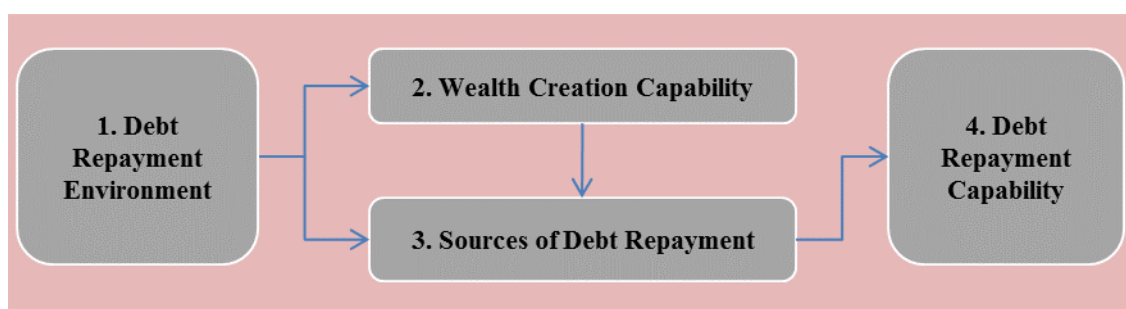 1. Debt
Repayment
Environment
2. Wealth Creation Capability
3. Sources of Debt Repayment
4. Debt
Repayment
Capability